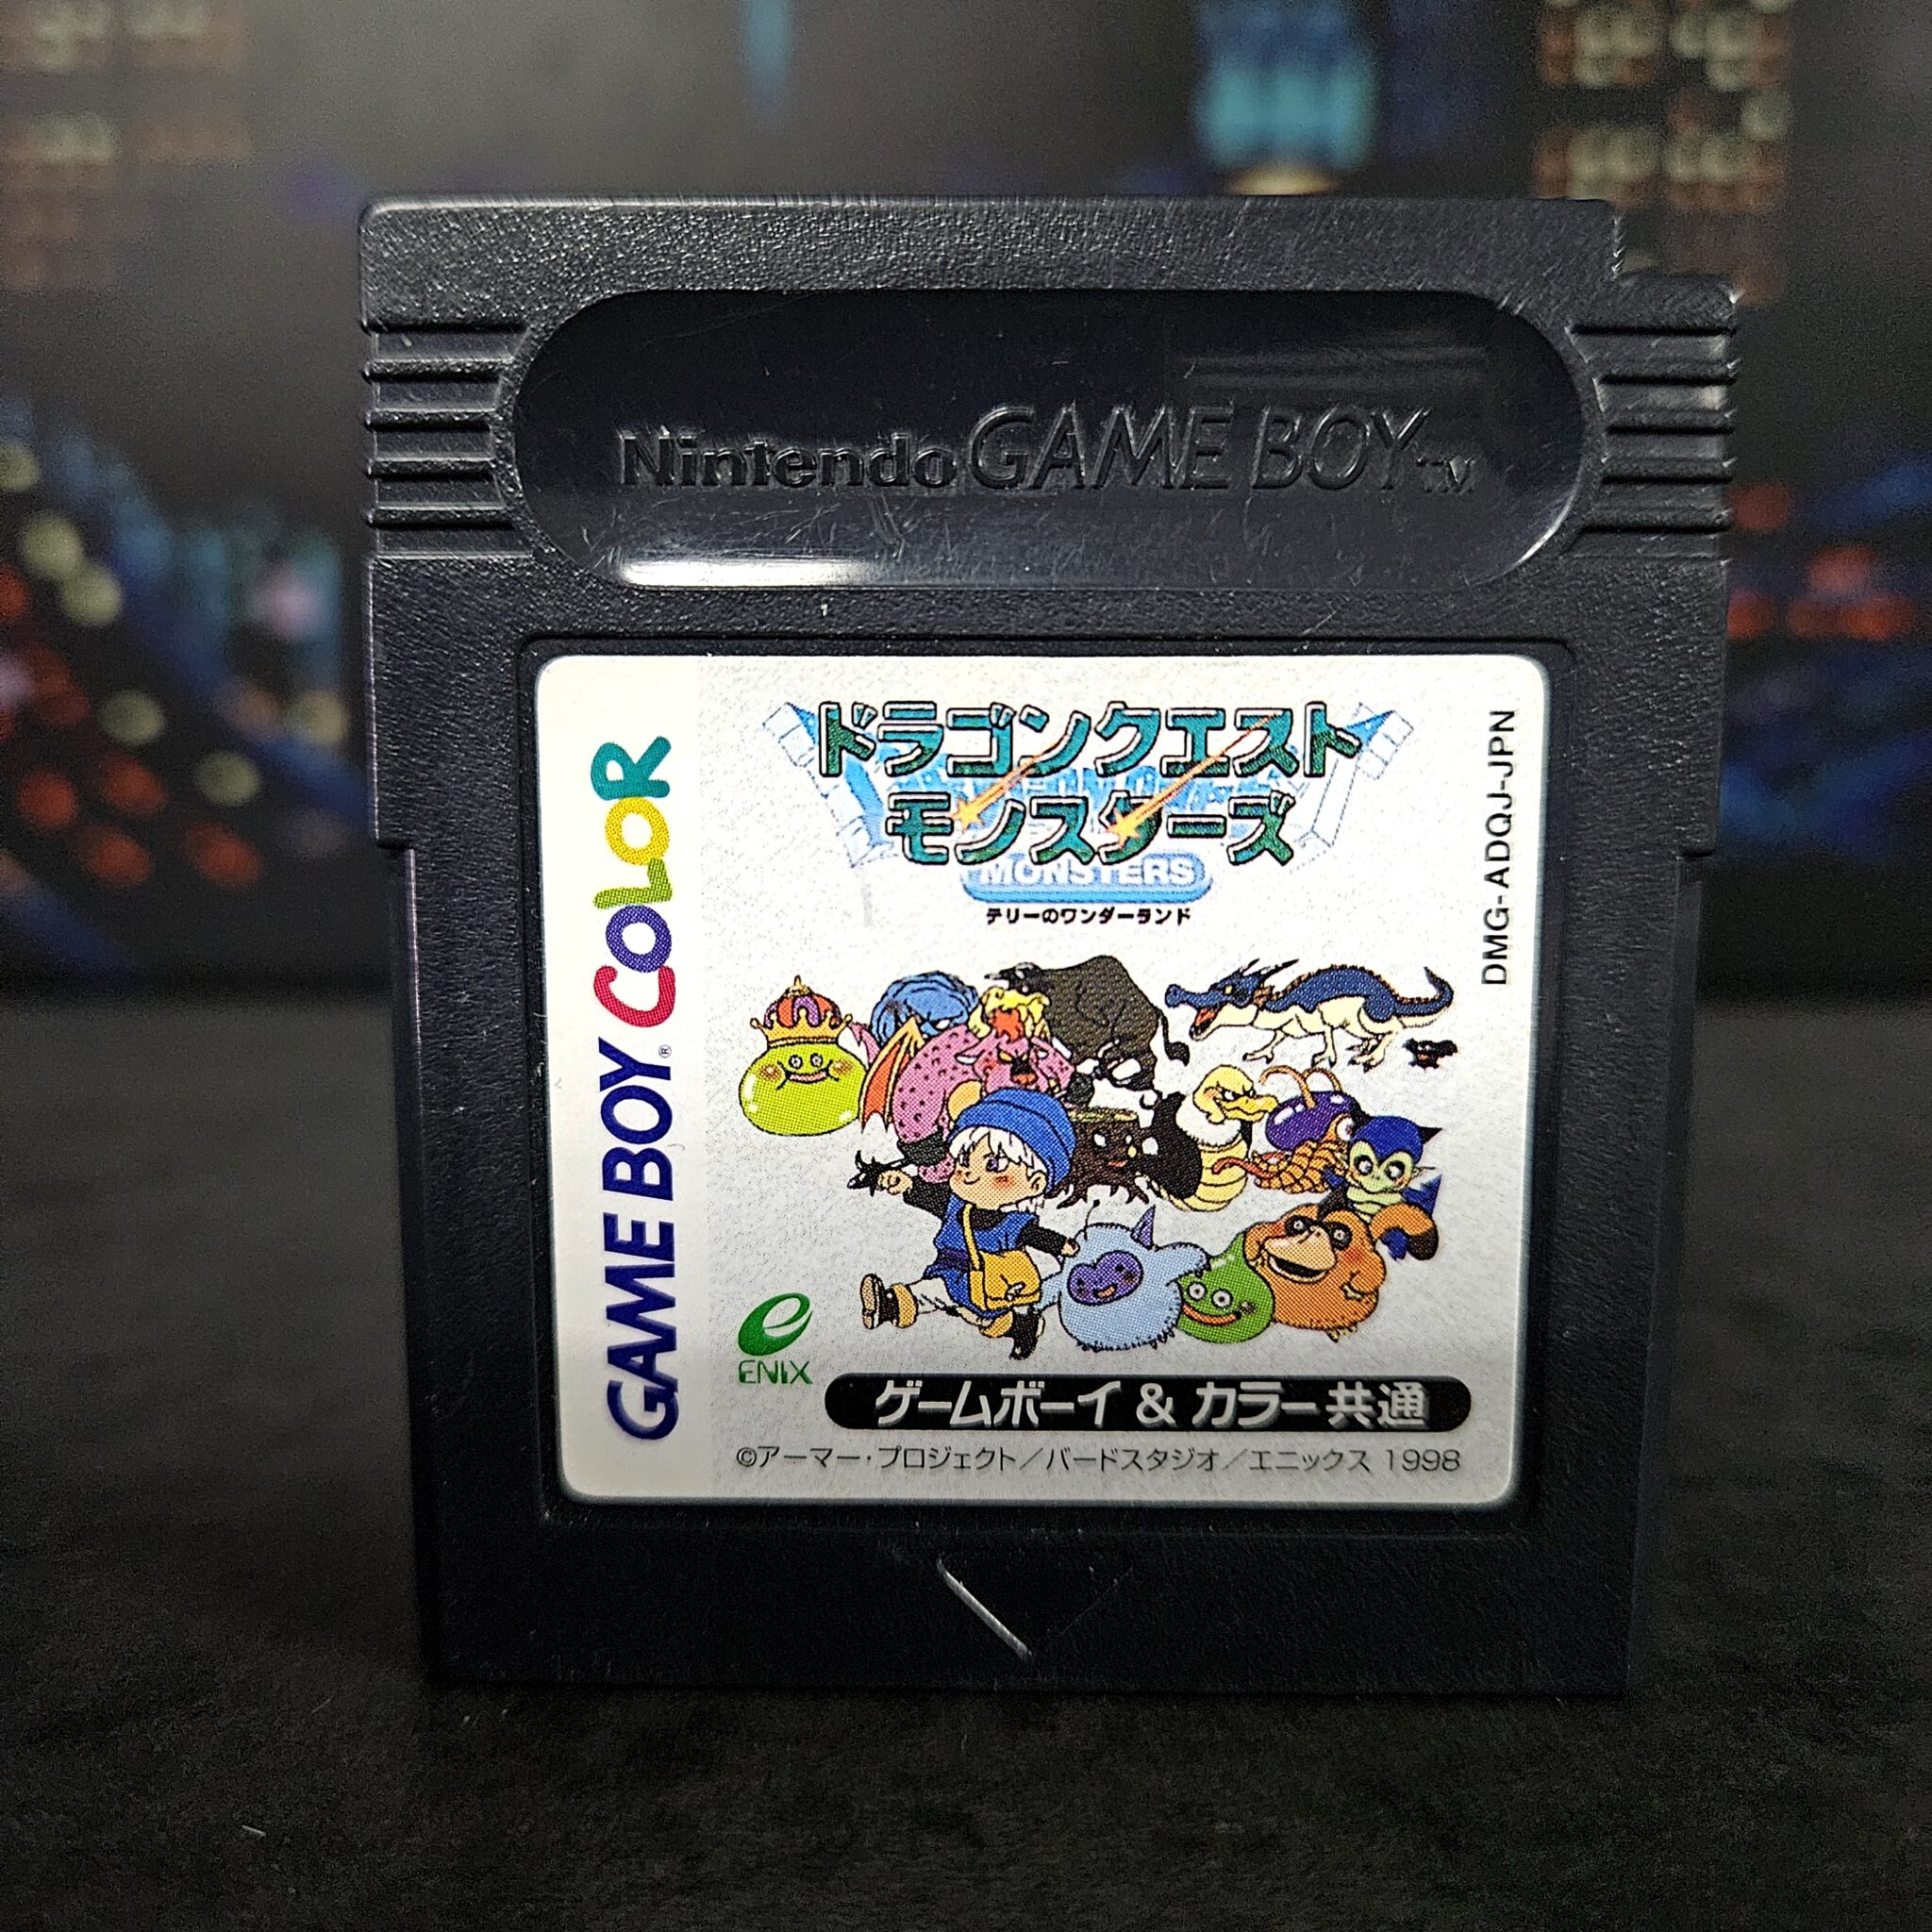 Nintendo GAME BOY™
GAME BOY® COLOR
ドラゴンクエスト
モンスターズ
MONSTERS
テリーのワンダーランド
DMG-ADQJ-JPN
ENIX
ゲームボーイ & カラー共通
©アーマー・プロジェクト/バードスタジオ/エニックス 1998